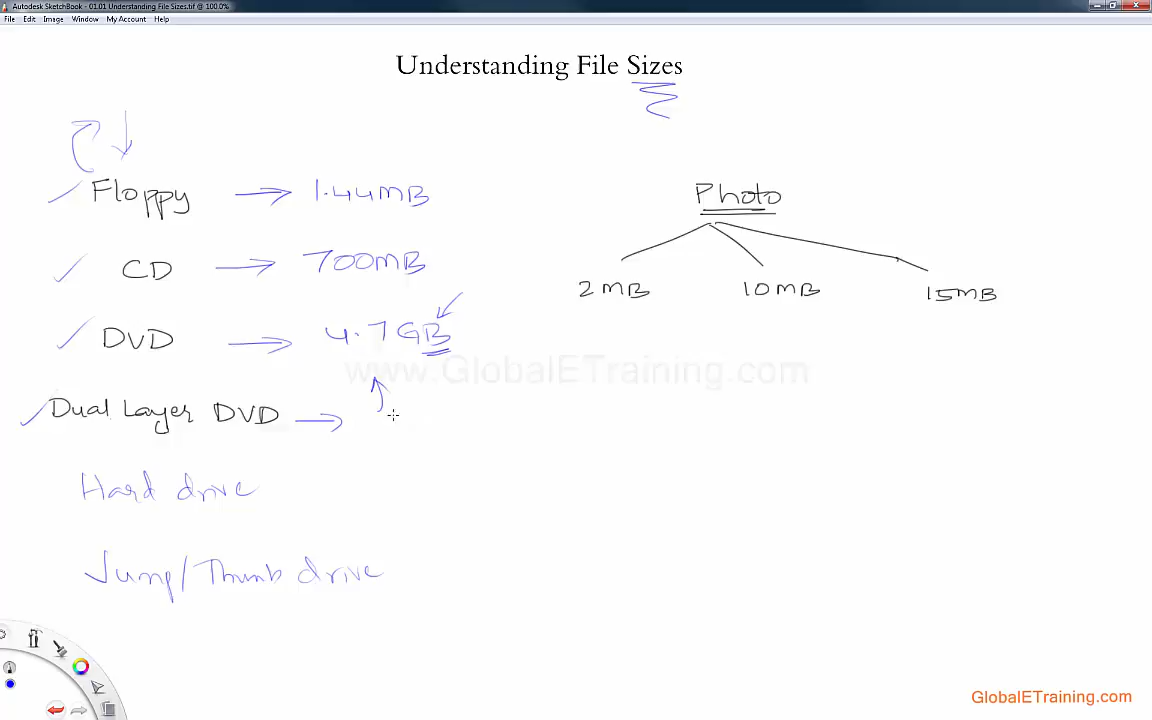 Autodesk SketchBook - 01.01 Understanding File Sizes.tif @ 100.0%
File Edit Image Window My Account Help
Understanding File Sizes
Floppy → 1.44MB
CD → 700MB
DVD → 4.7GB
Dual Layer DVD →
Hard drive
Jump/Thumb drive
Photo
2MB 10MB 15MB
www.GlobalETraining.com
GlobalETraining.com